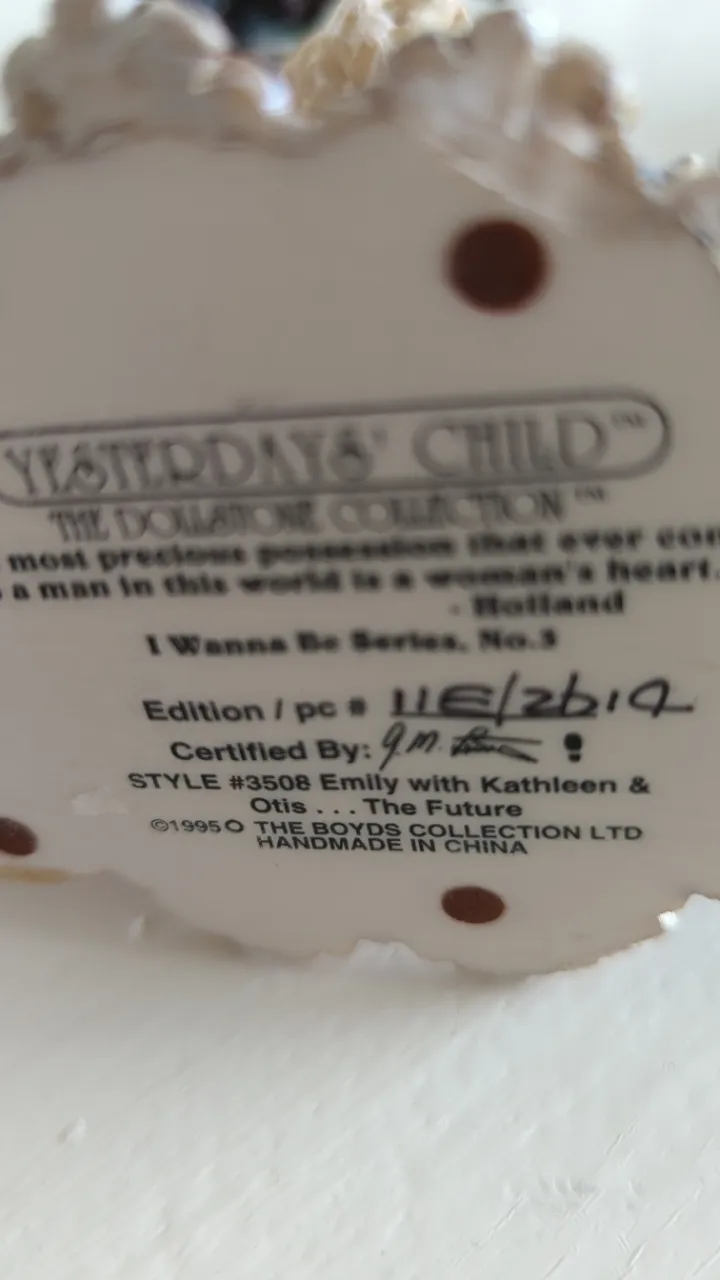 YESTERDAYS' CHILD™
THE DOLLSTONE COLLECTION™
most precious possession that ever
a man in this world is a woman's heart.
- Holland
I Wanna Be Series, No.
Edition / pc # 11E/
Certified By: G.M.
STYLE #3508 Emily with Kathleen &
Otis . . . The Future
©1995 THE BOYDS COLLECTION LTD
HANDMADE IN CHINA